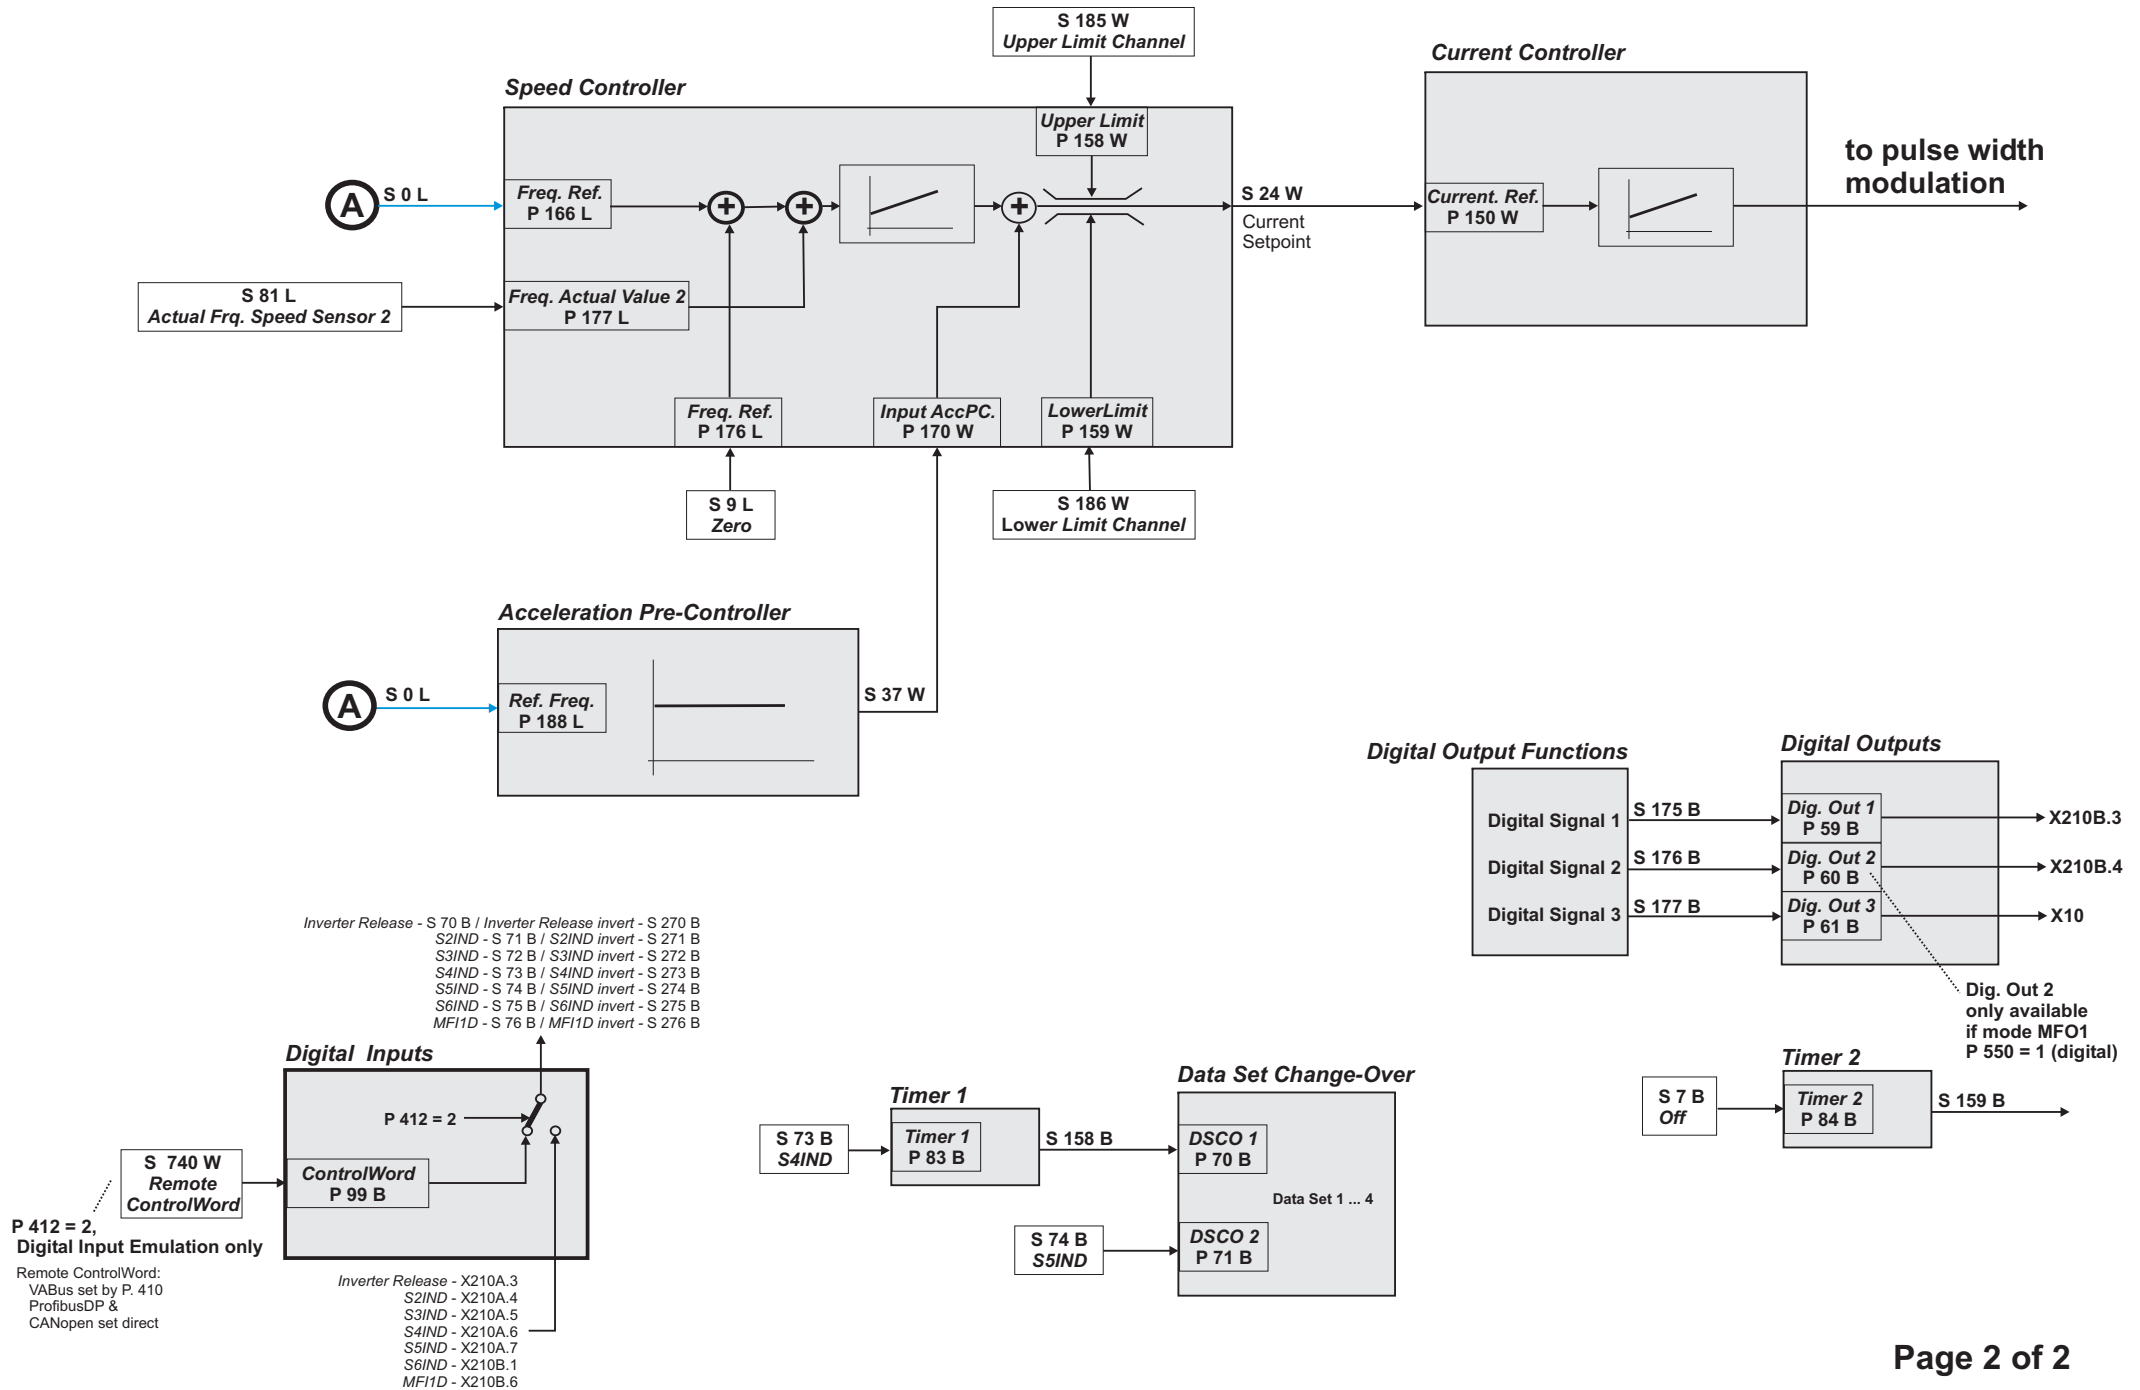 S 185 W
Upper Limit Channel
Current Controller
Speed Controller
Upper Limit
P 158 W
to pulse width
modulation
A
S 0 L
Freq. Ref.
P 166 L
+
+
+
S 24 W
Current
Setpoint
Current. Ref.
P 150 W
S 81 L
Actual Frq. Speed Sensor 2
Freq. Actual Value 2
P 177 L
Freq. Ref.
P 176 L
Input AccPC.
P 170 W
LowerLimit
P 159 W
S 9 L
Zero
S 186 W
Lower Limit Channel
Acceleration Pre-Controller
A
S 0 L
Ref. Freq.
P 188 L
S 37 W
Digital Output Functions
Digital Outputs
Digital Signal 1
S 175 B
Dig. Out 1
P 59 B
X210B.3
Digital Signal 2
S 176 B
Dig. Out 2
P 60 B
X210B.4
Digital Signal 3
S 177 B
Dig. Out 3
P 61 B
X10
Dig. Out 2
only available
if mode MFO1
P 550 = 1 (digital)
Inverter Release - S 70 B / Inverter Release invert - S 270 B
S2IND - S 71 B / S2IND invert - S 271 B
S3IND - S 72 B / S3IND invert - S 272 B
S4IND - S 73 B / S4IND invert - S 273 B
S5IND - S 74 B / S5IND invert - S 274 B
S6IND - S 75 B / S6IND invert - S 275 B
MFI1D - S 76 B / MFI1D invert - S 276 B
Digital Inputs
P 412 = 2
S 740 W
Remote
ControlWord
ControlWord
P 99 B
P 412 = 2,
Digital Input Emulation only
Remote ControlWord:
VABus set by P. 410
ProfibusDP &
CANopen set direct
Inverter Release - X210A.3
S2IND - X210A.4
S3IND - X210A.5
S4IND - X210A.6
S5IND - X210A.7
S6IND - X210B.1
MFI1D - X210B.6
Timer 1
S 73 B
S4IND
Timer 1
P 83 B
S 158 B
Data Set Change-Over
DSCO 1
P 70 B
Data Set 1 ... 4
S 74 B
S5IND
DSCO 2
P 71 B
Timer 2
S 7 B
Off
Timer 2
P 84 B
S 159 B
Page 2 of 2